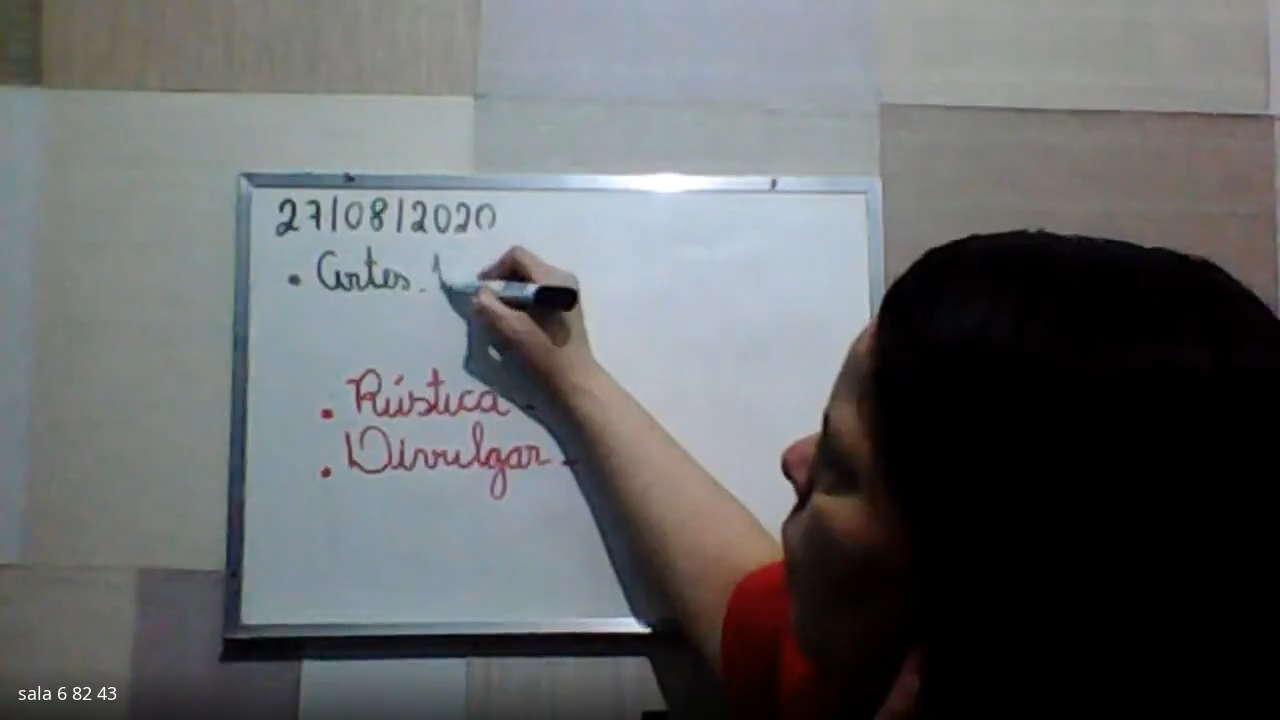 27/08/2020
• Artes.
• Rústica -
• Divulgar -
sala 6 82 43